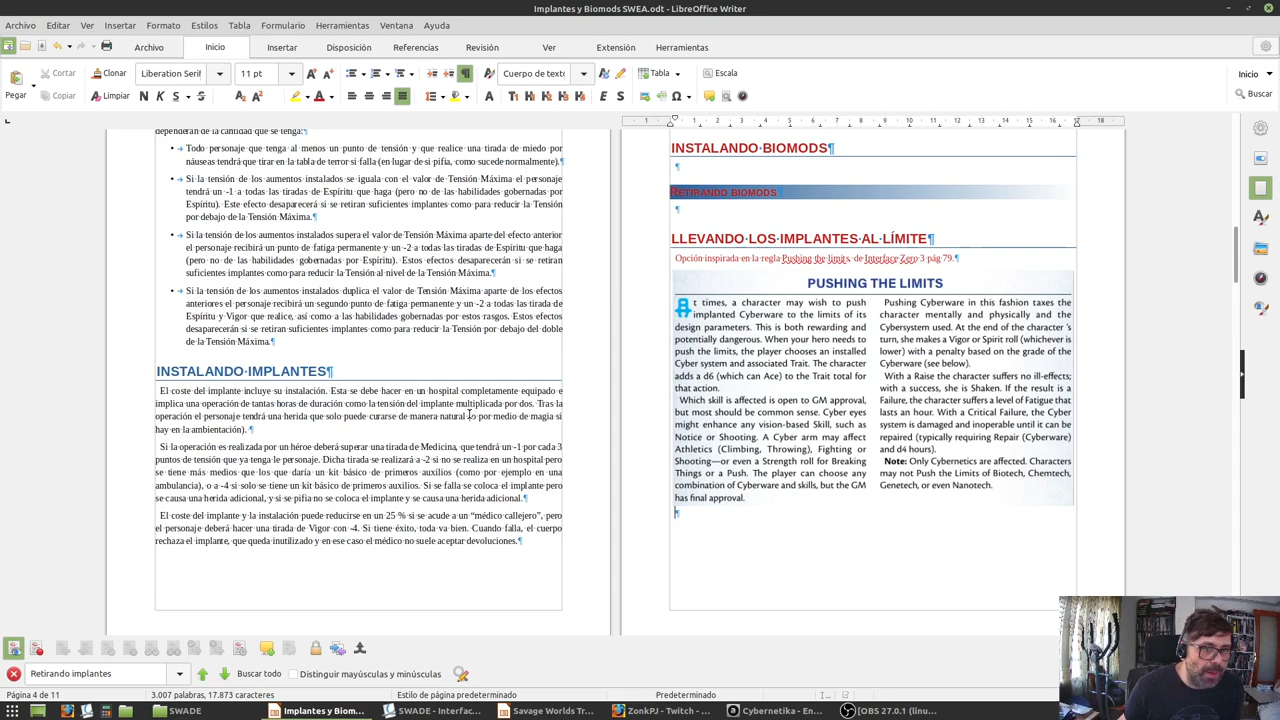 Implantes y Biomods SWEA.odt - LibreOffice Writer
Archivo Editar Ver Insertar Formato Estilos Tabla Formulario Herramientas Ventana Ayuda
Archivo Inicio Insertar Disposición Referencias Revisión Ver Extensión Herramientas
Cortar Clonar Liberation Serif 11 pt Cuerpo de texto Tabla Escala Inicio
Pegar Copiar Limpiar Buscar
dependerán de la cantidad que se tenga:¶
• Todo personaje que tenga al menos un punto de tensión y que realice una tirada de miedo por
náuseas tendrá que tirar en la tabla de terror si falla (en lugar de si pifia, como sucede normalmente).¶
• Si la tensión de los aumentos instalados se iguala con el valor de Tensión Máxima el personaje
tendrá un -1 a todas las tiradas de Espíritu que haga (pero no de las habilidades gobernadas por
Espíritu). Este efecto desaparecerá si se retiran suficientes implantes como para reducir la Tensión
por debajo de la Tensión Máxima.¶
• Si la tensión de los aumentos instalados supera el valor de Tensión Máxima aparte del efecto anterior
el personaje recibirá un punto de fatiga permanente y un -2 a todas las tiradas de Espíritu que haga
(pero no de las habilidades gobernadas por Espíritu). Estos efectos desaparecerán si se retiran
suficientes implantes como para reducir la Tensión al nivel de la Tensión Máxima.¶
• Si la tensión de los aumentos instalados duplica el valor de Tensión Máxima aparte de los efectos
anteriores el personaje recibirá un segundo punto de fatiga permanente y un -2 a todas las tirada de
Espíritu y Vigor que realice, así como a las habilidades gobernadas por estos rasgos. Estos efectos
desaparecerán si se retiran suficientes implantes como para reducir la Tensión por debajo del doble
de la Tensión Máxima.¶
INSTALANDO·IMPLANTES¶
El coste del implante incluye su instalación. Esta se debe hacer en un hospital completamente equipado e
implica una operación de tantas horas de duración como la tensión del implante multiplicada por dos. Tras la
operación el personaje tendrá una herida que solo puede curarse de manera natural (o por medio de magia si
hay en la ambientación). ¶
Si la operación es realizada por un héroe deberá superar una tirada de Medicina, que tendrá un -1 por cada 3
puntos de tensión que ya tenga le personaje. Dicha tirada se realizará a -2 si no se realiza en un hospital pero
se tiene más medios que los que daría un kit básico de primeros auxilios (como por ejemplo en una
ambulancia), o a -4 si solo se tiene un kit básico de primeros auxilios. Si se falla se coloca el implante pero
se causa una herida adicional, y si se pifia no se coloca el implante y se causa una herida adicional.¶
El coste del implante y la instalación puede reducirse en un 25 % si se acude a un “médico callejero”, pero
el personaje deberá hacer una tirada de Vigor con -4. Si tiene éxito, toda va bien. Cuando falla, el cuerpo
rechaza el implante, que queda inutilizado y en ese caso el médico no suele aceptar devoluciones.¶
INSTALANDO·BIOMODS¶
¶
RETIRANDO BIOMODS
¶
LLEVANDO·LOS·IMPLANTES·AL·LÍMITE¶
Opción inspirada en la regla Pushing the limits, de Interface Zero 3 pág 79.¶
PUSHING THE LIMITS
At times, a character may wish to push
implanted Cyberware to the limits of its
design parameters. This is both rewarding and
potentially dangerous. When your hero needs to
push the limits, the player chooses an installed
Cyber system and associated Trait. The character
adds a d6 (which can Ace) to the Trait total for
that action.
Which skill is affected is open to GM approval,
but most should be common sense. Cyber eyes
might enhance any vision-based Skill, such as
Notice or Shooting. A Cyber arm may affect
Athletics (Climbing, Throwing), Fighting or
Shooting—or even a Strength roll for Breaking
Things or a Push. The player can choose any
combination of Cyberware and skills, but the GM
has final approval.
Pushing Cyberware in this fashion taxes the
character mentally and physically and the
Cybersystem used. At the end of the character 's
turn, she makes a Vigor or Spirit roll (whichever is
lower) with a penalty based on the grade of the
Cyberware (see below).
With a Raise the character suffers no ill-effects;
with a success, she is Shaken. If the result is a
Failure, the character suffers a level of Fatigue that
lasts an hour. With a Critical Failure, the Cyber
system is damaged and inoperable until it can be
repaired (typically requiring Repair (Cyberware)
and d4 hours).
Note: Only Cybernetics are affected. Characters
may not Push the Limits of Biotech, Chemtech,
Genetech, or even Nanotech.
¶
Retirando implantes Buscar todo Distinguir mayúsculas y minúsculas
Página 4 de 11 3.007 palabras, 17.873 caracteres Estilo de página predeterminado Predeterminado
SWADE Implantes y Biom... SWADE - Interfac... Savage Worlds Tr... ZonkPJ - Twitch - ... Cybernetika - En... [OBS 27.0.1 (linu...